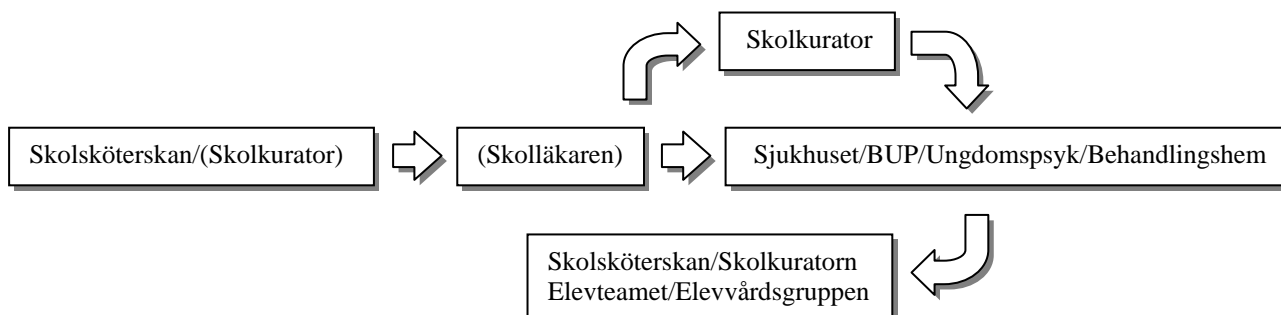 Skolkurator
Skolsköterskan/(Skolkurator)
(Skolläkaren)
Sjukhuset/BUP/Ungdomspsyk/Behandlingshem
Skolsköterskan/Skolkuratorn
Elevteamet/Elevvårdsgruppen